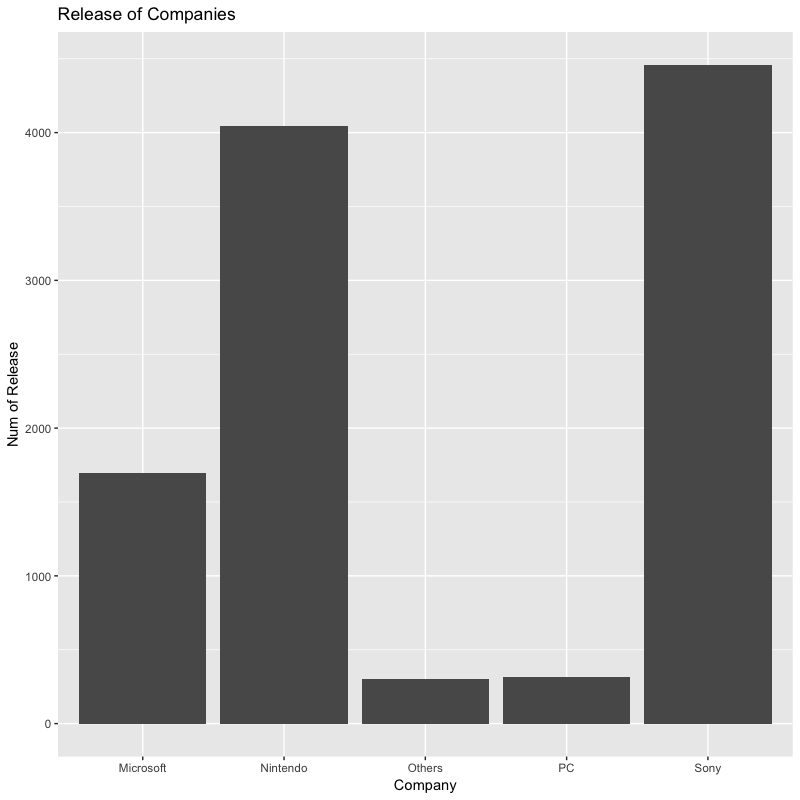 Release of Companies
Num of Release
4000
3000
2000
1000
0
Microsoft Nintendo Others PC Sony
Company